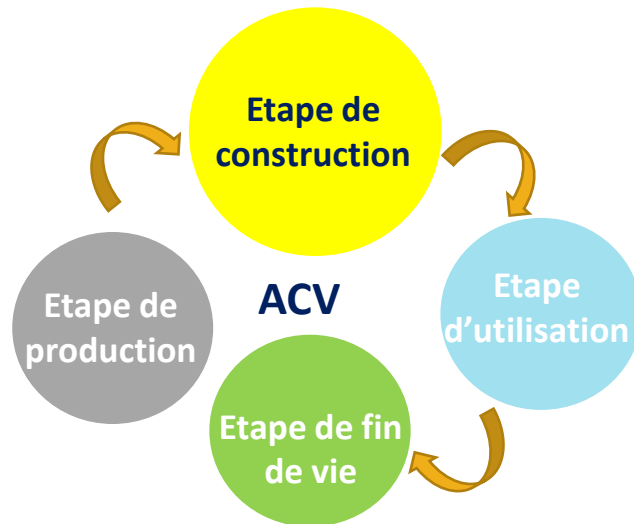 Etape de
construction
ACV
Etape de
production
Etape
d'utilisation
Etape de fin
de vie